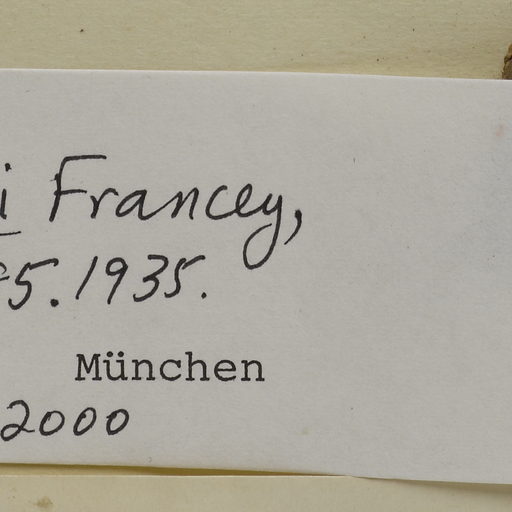 i Francey,
5.1935.
München
2000